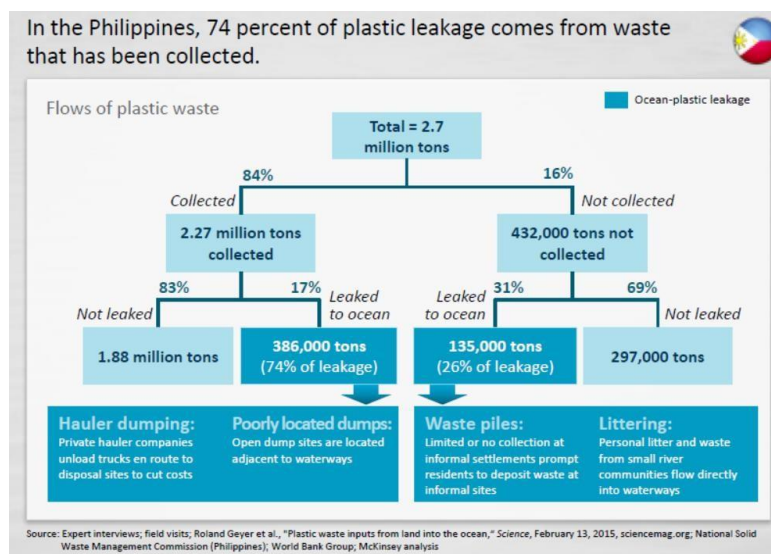 In the Philippines, 74 percent of plastic leakage comes from waste
that has been collected.
Flows of plastic waste
Ocean-plastic leakage
Total = 2.7
million tons
84%
16%
Collected
Not collected
2.27 million tons
collected
432,000 tons not
collected
83%
17%
31%
69%
Not leaked
Leaked
to ocean
Leaked
to ocean
Not leaked
1.88 million tons
386,000 tons
(74% of leakage)
135,000 tons
(26% of leakage)
297,000 tons
Hauler dumping:
Private hauler companies
unload trucks en route to
disposal sites to cut costs
Poorly located dumps:
Open dump sites are located
adjacent to waterways
Waste piles:
Limited or no collection at
informal settlements prompt
residents to deposit waste at
informal sites
Littering:
Personal litter and waste
from small river
communities flow directly
into waterways
Source: Expert interviews; field visits; Roland Geyer et al., "Plastic waste inputs from land into the ocean," Science, February 13, 2015, sciencemag.org; National Solid
Waste Management Commission (Philippines); World Bank Group; McKinsey analysis